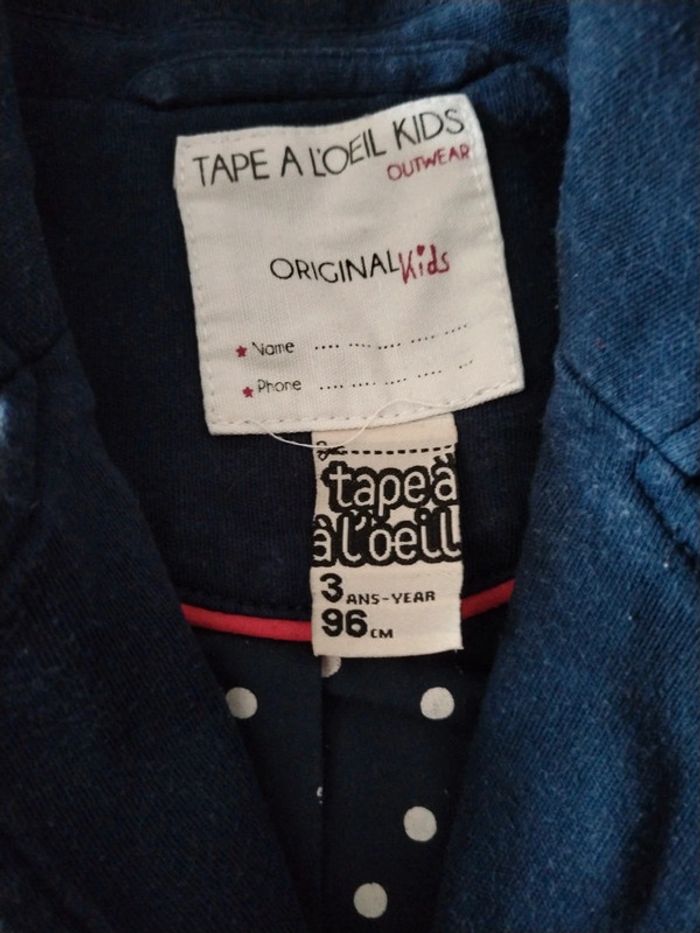 TAPE A L'OEIL KIDS
OUTWEAR
ORIGINAL Kids
Name .... .... .... .... ....
Phone .... .... .... .... ....
tape à
à l'oeil
3 ANS-YEAR
96 CM